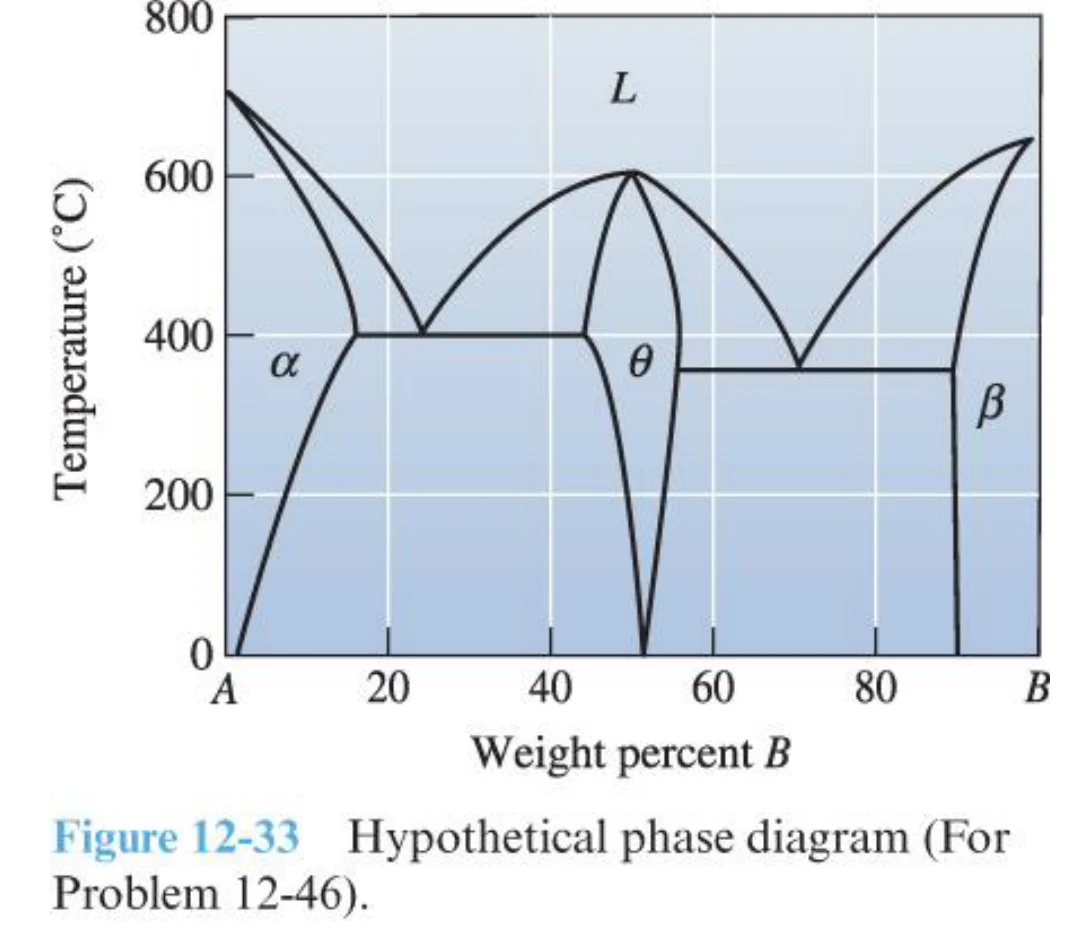 800
L
600
Temperature (°C)
400
α
θ
β
200
0
A
20
40
60
80
B
Weight percent B
Figure 12-33 Hypothetical phase diagram (For
Problem 12-46).